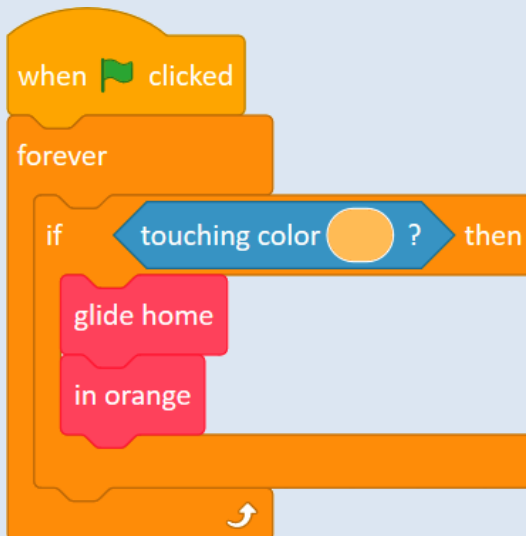 when clicked
forever
if touching color ? then
glide home
in orange